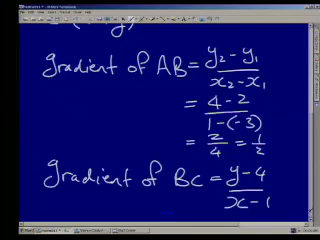 gradient of AB = y₂ - y₁ / x₂ - x₁
= 4 - 2 / 1 - (-3)
= 2/4 = 1/2
gradient of BC = y - 4 / x - 1